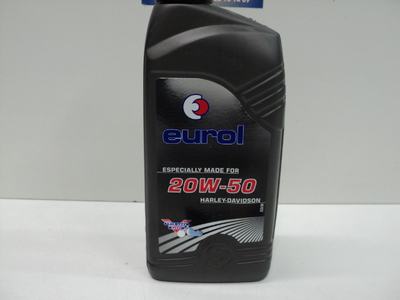 eurol
ESPECIALLY MADE FOR
20W-50
HARLEY-DAVIDSON